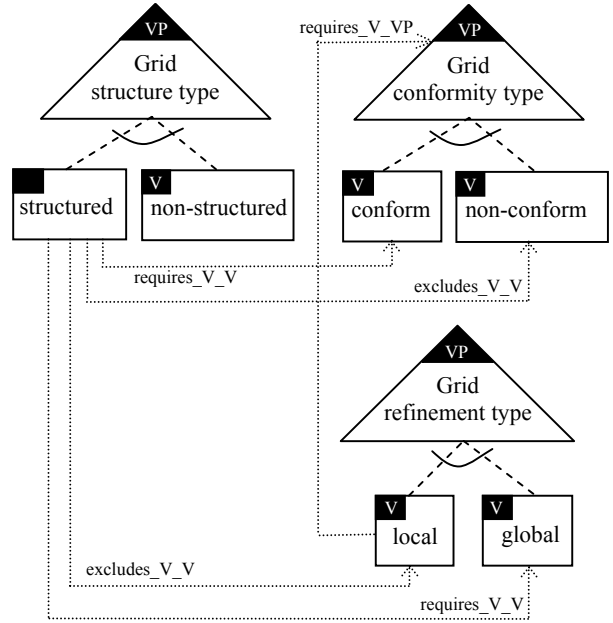 VP
Grid
structure type
structured
V
non-structured
requires_V_VP
VP
Grid
conformity type
V
conform
V
non-conform
requires_V_V
excludes_V_V
VP
Grid
refinement type
V
local
V
global
excludes_V_V
requires_V_V